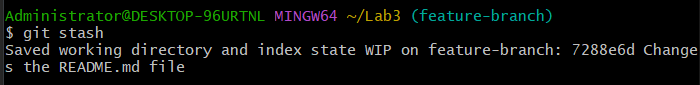 Administrator@DESKTOP-96URTNL MINGW64 ~/Lab3 (feature-branch)
$ git stash
Saved working directory and index state WIP on feature-branch: 7288e6d Change
s the README.md file